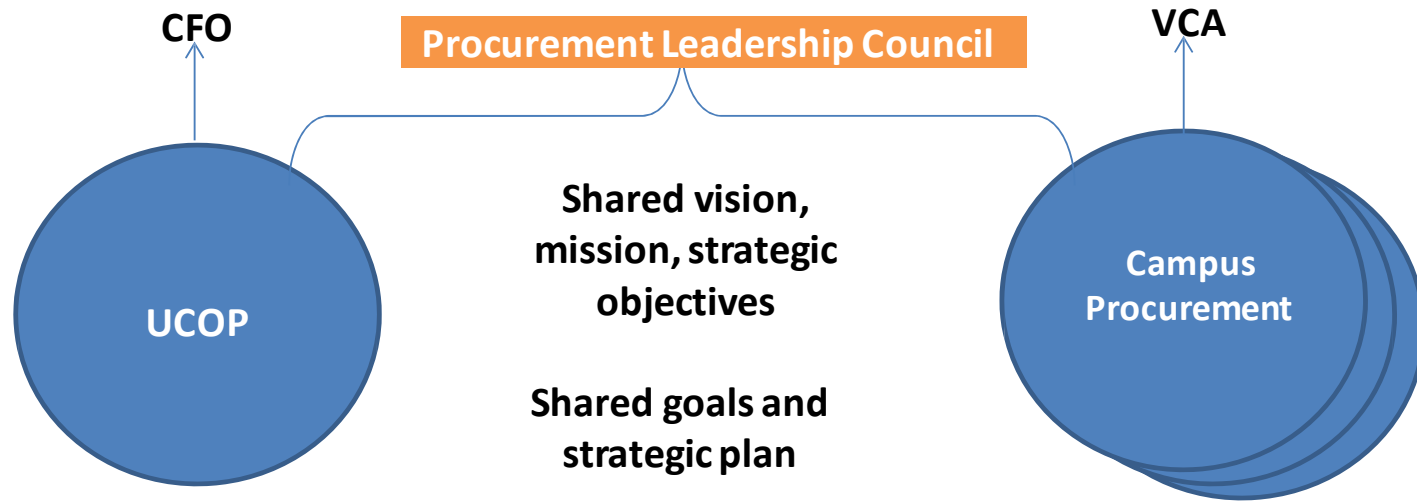 CFO
Procurement Leadership Council
VCA
Shared vision,
mission, strategic
objectives
UCOP
Campus
Procurement
Shared goals and
strategic plan